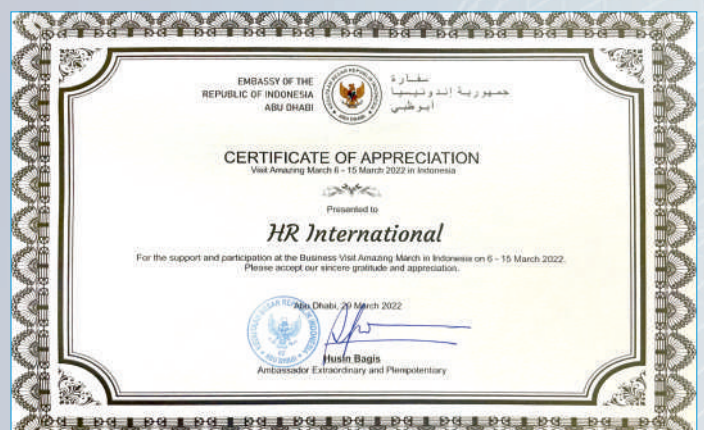 EMBASSY OF THE
REPUBLIC OF INDONESIA
ABU DHABI
سفارة
جمهورية إندونيسيا
أبوظبي
CERTIFICATE OF APPRECIATION
Visit Amazing March 6 - 15 March 2022 in Indonesia
Presented to
HR International
For the support and participation at the Business Visit Amazing March in Indonesia on 6 - 15 March 2022.
Please accept our sincere gratitude and appreciation.
Abu Dhabi, 29 March 2022
Husin Bagis
Ambassador Extraordinary and Plenipotentiary